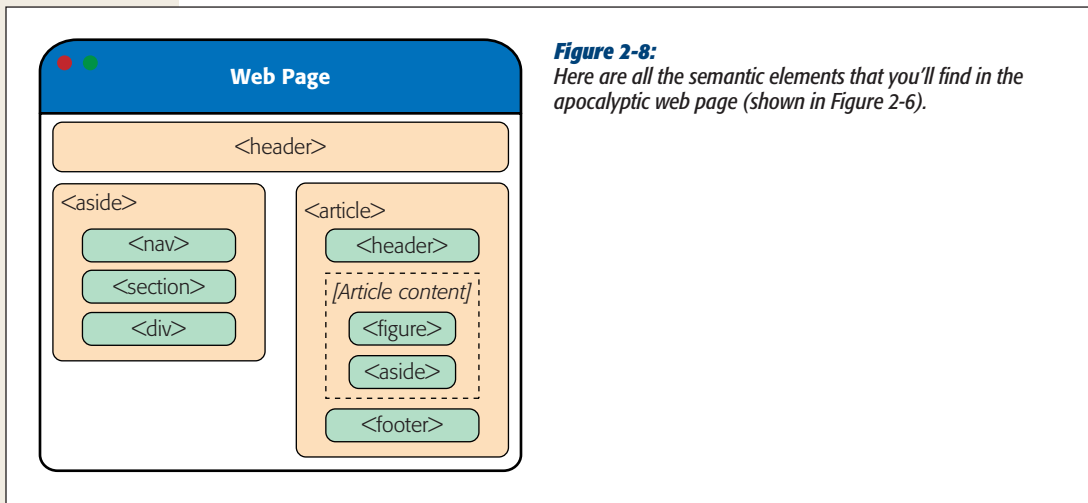 Web Page
<header>
<aside>
<nav>
<section>
<div>
<article>
<header>
[Article content]
<figure>
<aside>
<footer>
Figure 2-8:
Here are all the semantic elements that you’ll find in the
apocalyptic web page (shown in Figure 2-6).